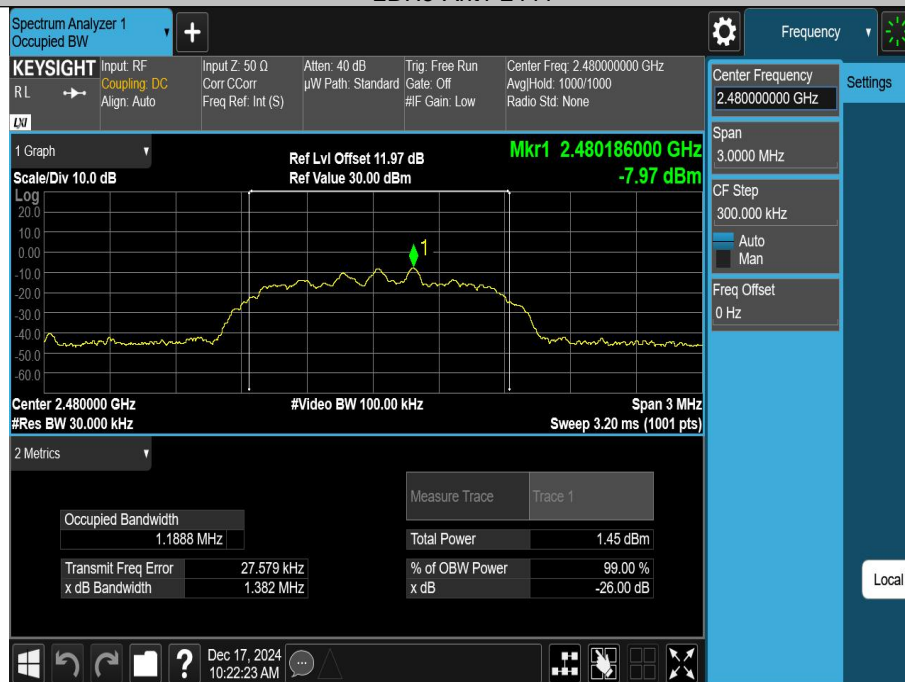 Spectrum Analyzer 1
Occupied BW
+
Frequency
KEYSIGHT
RL
LXI
Input: RF
Coupling: DC
Align: Auto
Input Z: 50 Ω
Corr CCorr
Freq Ref: Int (S)
Atten: 40 dB
µW Path: Standard
Trig: Free Run
Gate: Off
#IF Gain: Low
Center Freq: 2.480000000 GHz
Avg|Hold: 1000/1000
Radio Std: None
Center Frequency
2.480000000 GHz
Settings
Span
3.0000 MHz
CF Step
300.000 kHz
Auto
Man
Freq Offset
0 Hz
Local
1 Graph
Scale/Div 10.0 dB
Ref Lvl Offset 11.97 dB
Ref Value 30.00 dBm
Mkr1 2.480186000 GHz
-7.97 dBm
Log
20.0
10.0
0.00
-10.0
-20.0
-30.0
-40.0
-50.0
-60.0
1
Center 2.480000 GHz
#Video BW 100.00 kHz
Span 3 MHz
#Res BW 30.000 kHz
Sweep 3.20 ms (1001 pts)
2 Metrics
Measure Trace
Trace 1
Occupied Bandwidth
1.1888 MHz
Total Power
1.45 dBm
Transmit Freq Error
27.579 kHz
% of OBW Power
99.00 %
x dB Bandwidth
1.382 MHz
x dB
-26.00 dB
?
Dec 17, 2024
10:22:23 AM